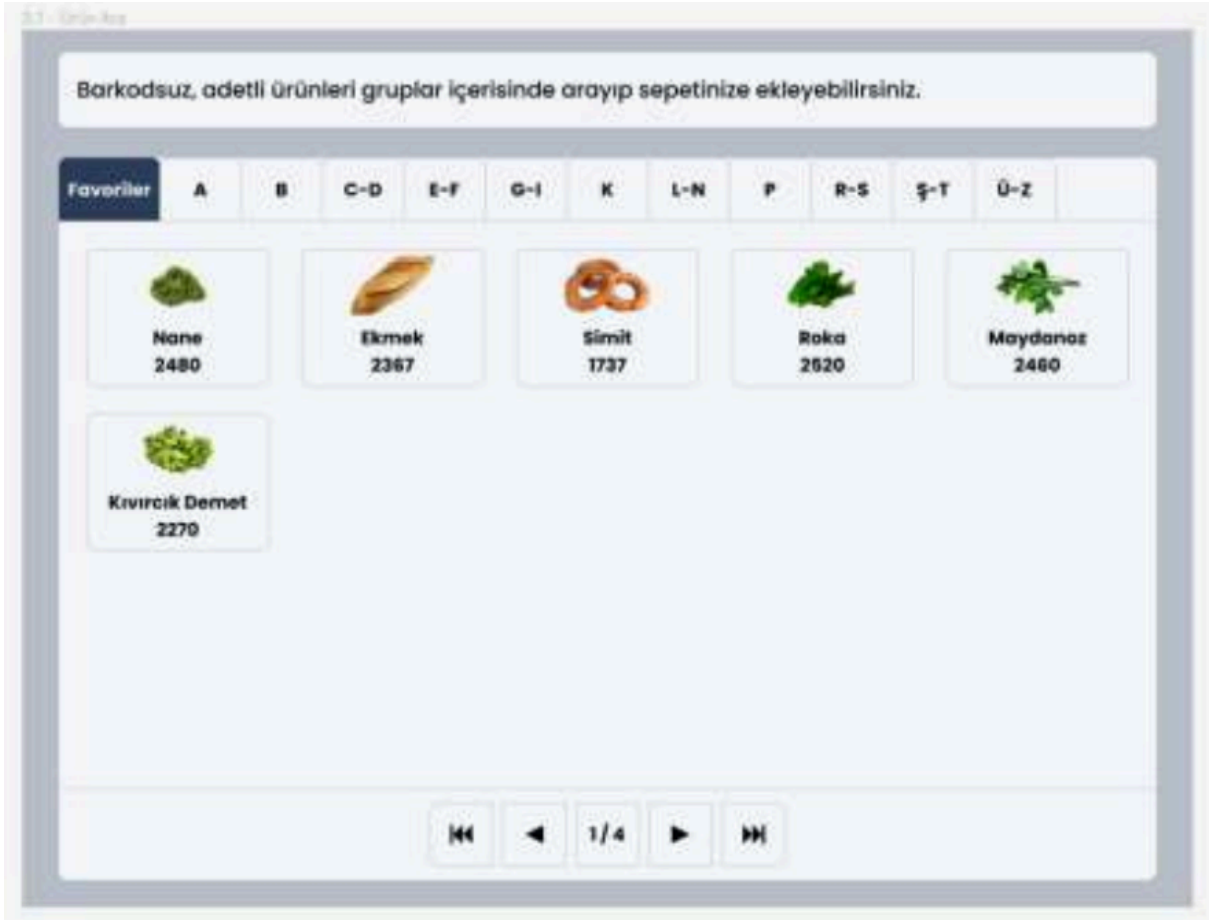 Barkodsuz, adetli ürünleri gruplar içerisinde arayıp sepetinize ekleyebilirsiniz.
Favoriler A B C-D E-F G-I K L-N P R-S Ş-T Ü-Z
Nane Ekmek Simit Roka Maydanoz
2480 2367 1737 2520 2460
Kıvırcık Demet
2270
1/4